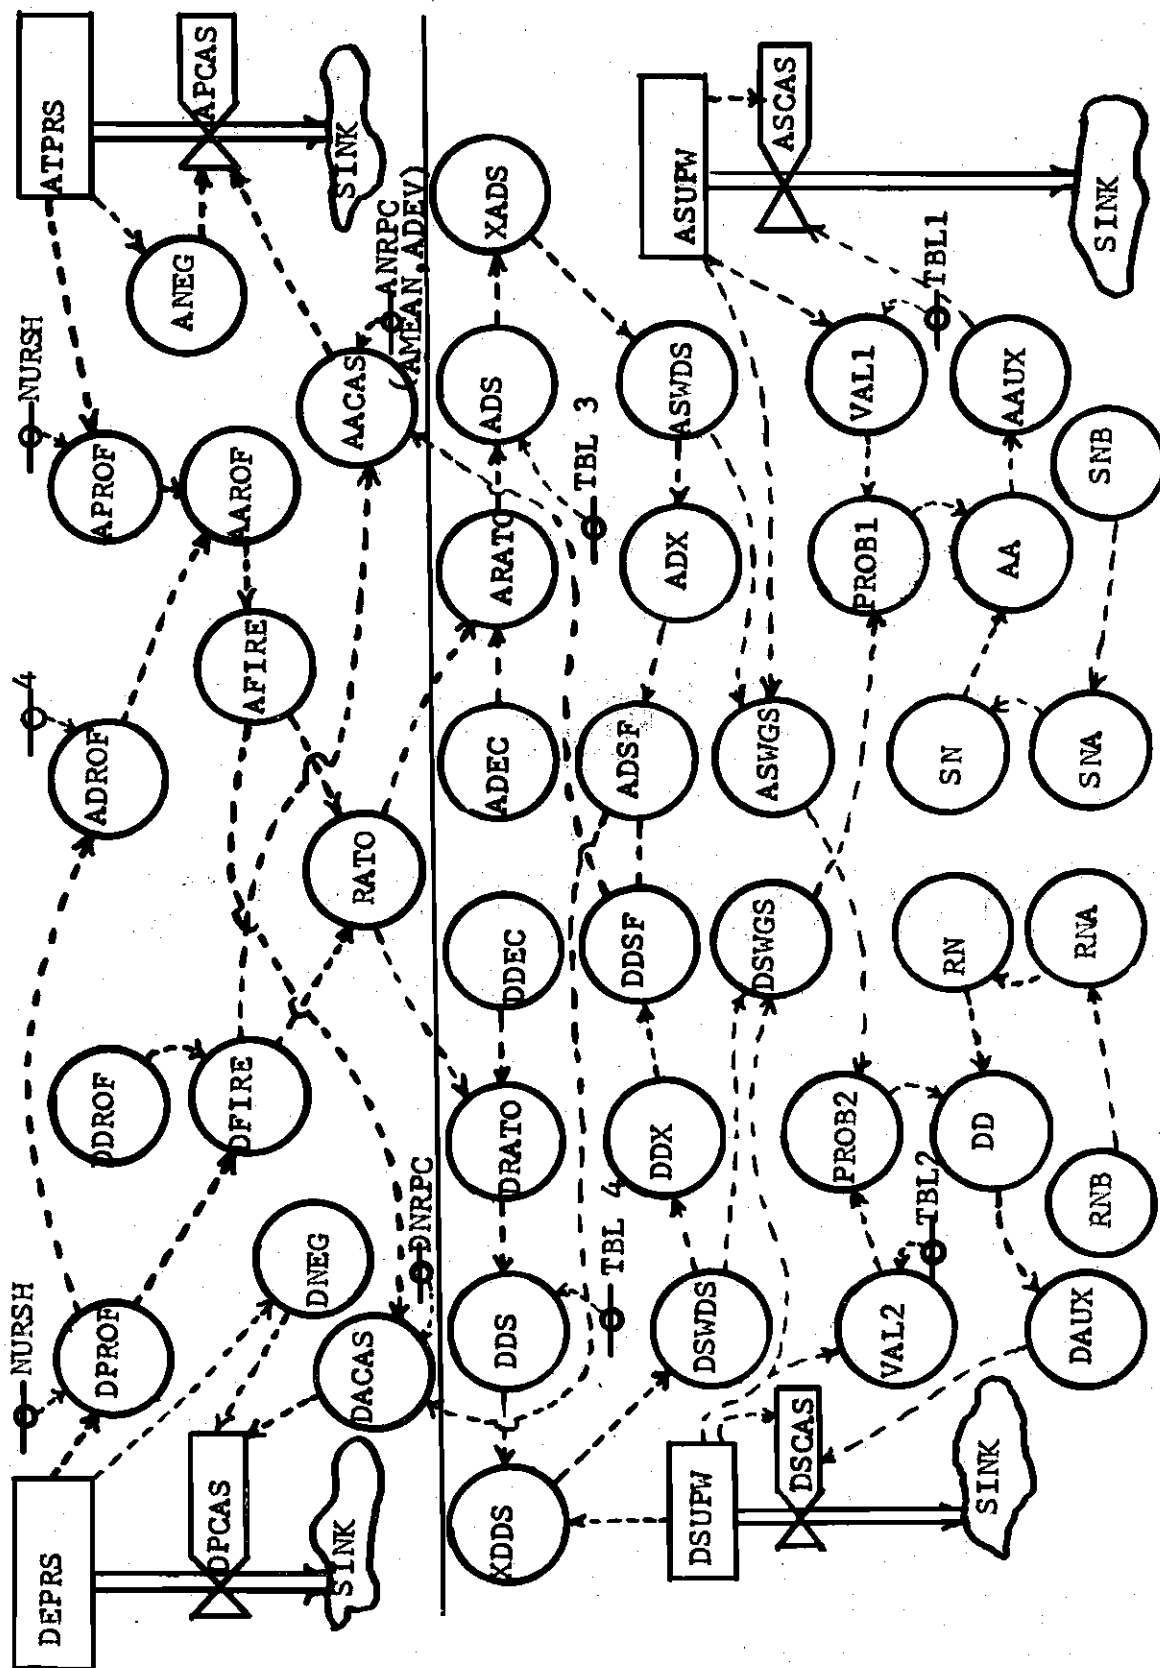 DEPRS
NURSH
DPROF
DDROF
ADROF
4
APROF
NURSH
ATPRS
DPCAS
DNEG
DFIRE
AFIRE
AAROF
ANEG
APCAS
SINK
DACAS
DNRPC
RATO
AACAS
ANRPC
(AMEAN,ADEV)
SINK
XDDS
DDS
DRATO
DDEC
ADEC
ARATO
ADS
XADS
TBL 4
TBL 3
DSUPW
DSWDS
DDX
DDSF
ADSF
ADX
ASWDS
ASUPW
DSWGS
ASWGS
DSCAS
VAL2
PROB2
PROB1
VAL1
ASCAS
TBL2
TBL1
SINK
DD
RN
SN
AA
AAUX
SINK
DAUX
RNB
RNA
SNA
SNB